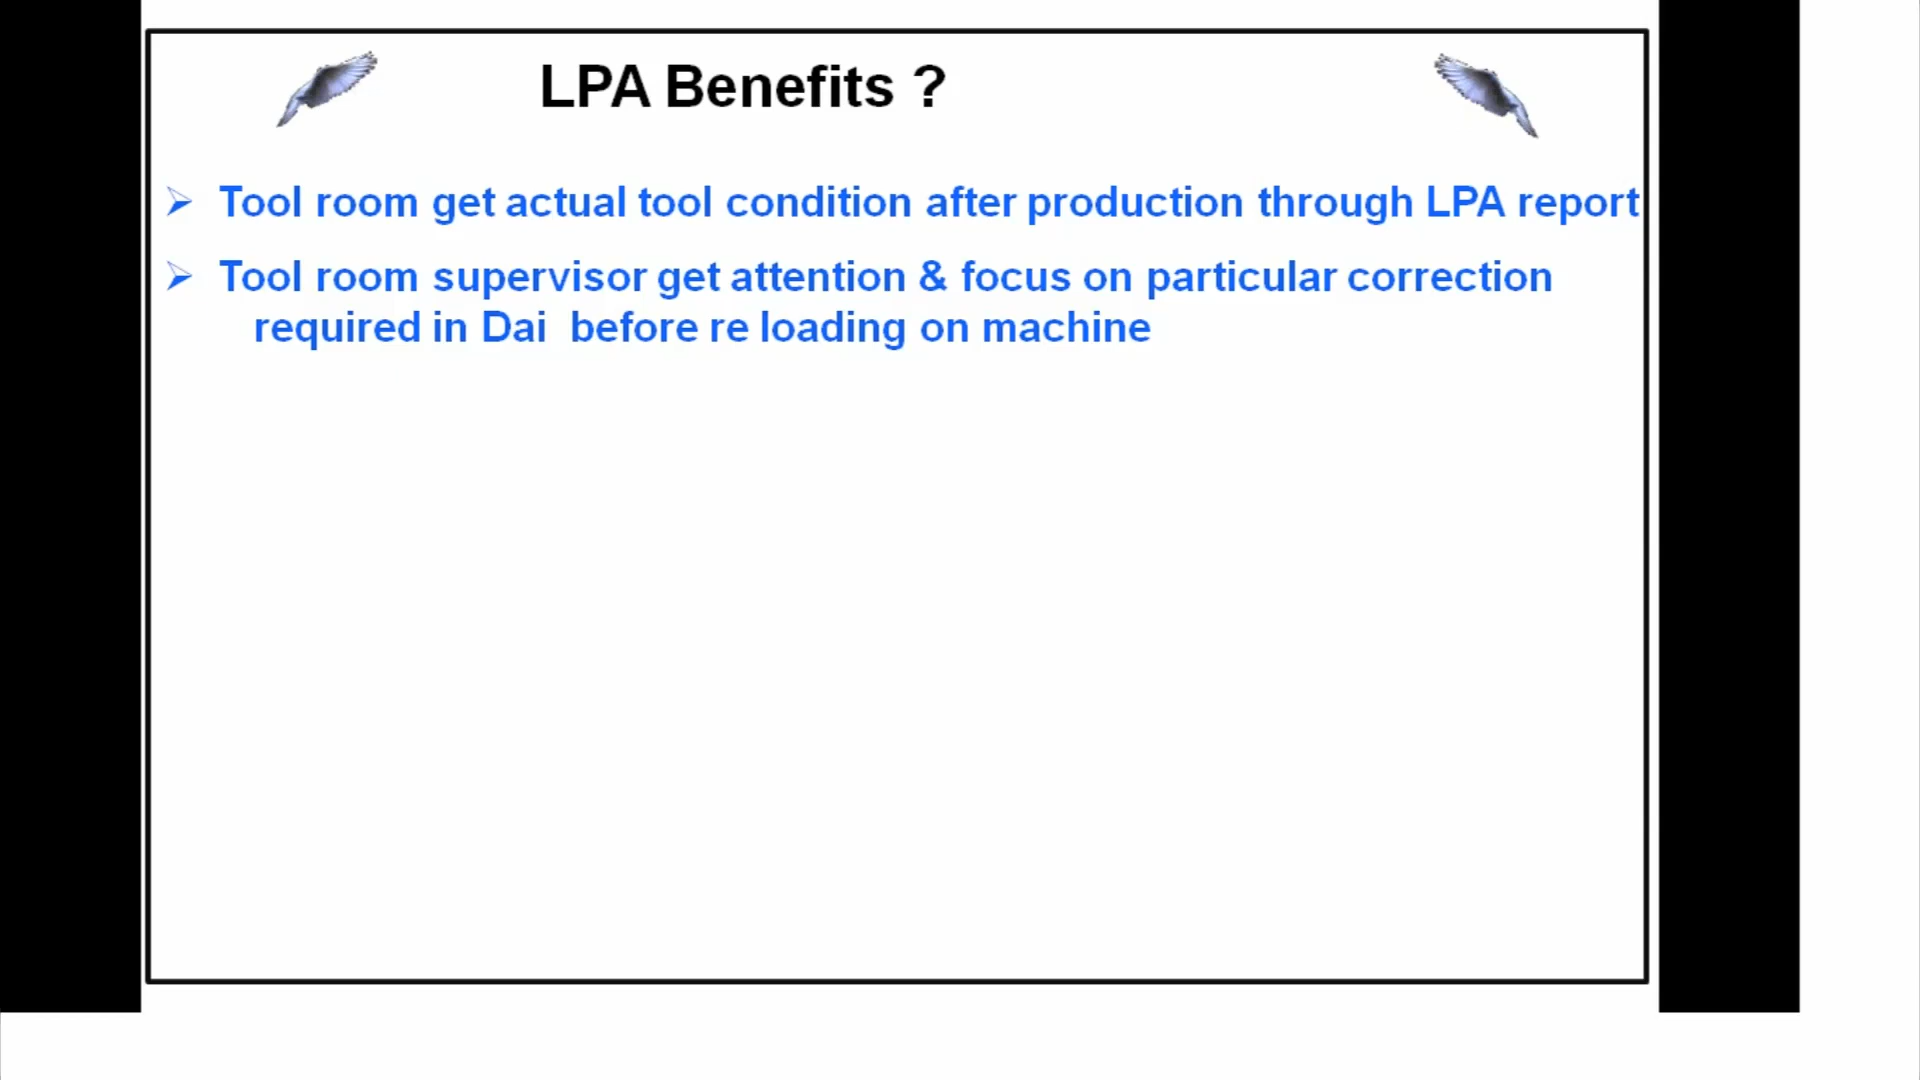 LPA Benefits ?
Tool room get actual tool condition after production through LPA report
Tool room supervisor get attention & focus on particular correction
required in Dai before re loading on machine